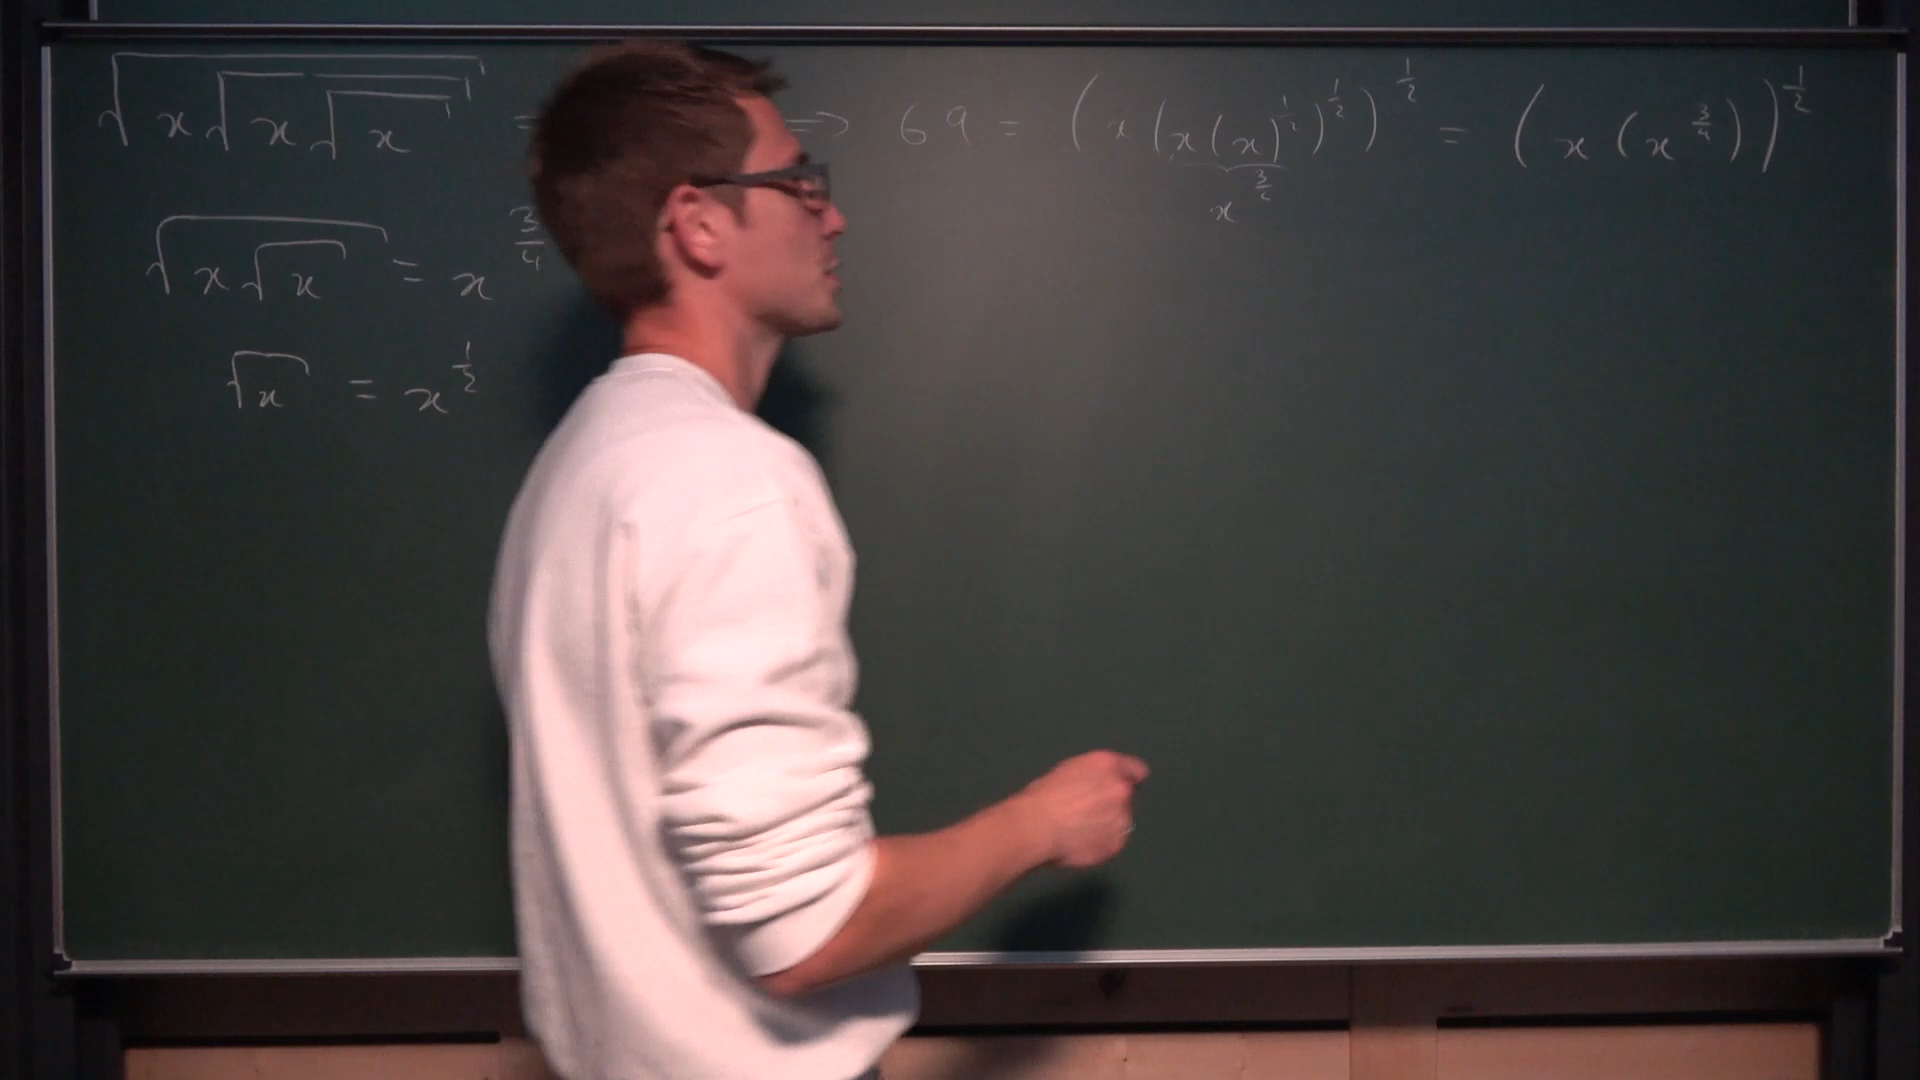 √(x√(x√x)) = ⟹ 69 = (x(x(x)^{1/2})^{1/2})^{1/2} = (x(x^{3/4}))^{1/2}
x^{3/2}
√(x√x) = x^{3/4}
√x = x^{1/2}